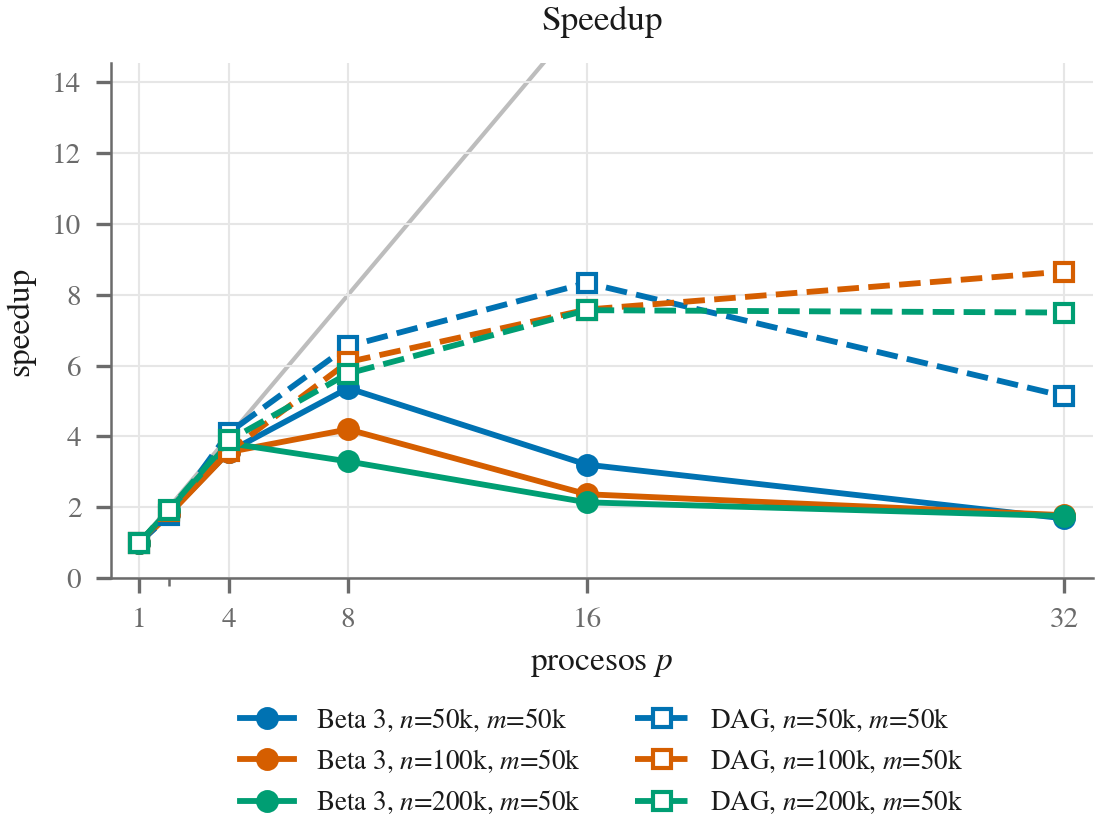 Speedup
14
12
10
8
6
4
2
0
speedup
1 4 8 16 32
procesos p
Beta 3, n=50k, m=50k
Beta 3, n=100k, m=50k
Beta 3, n=200k, m=50k
DAG, n=50k, m=50k
DAG, n=100k, m=50k
DAG, n=200k, m=50k